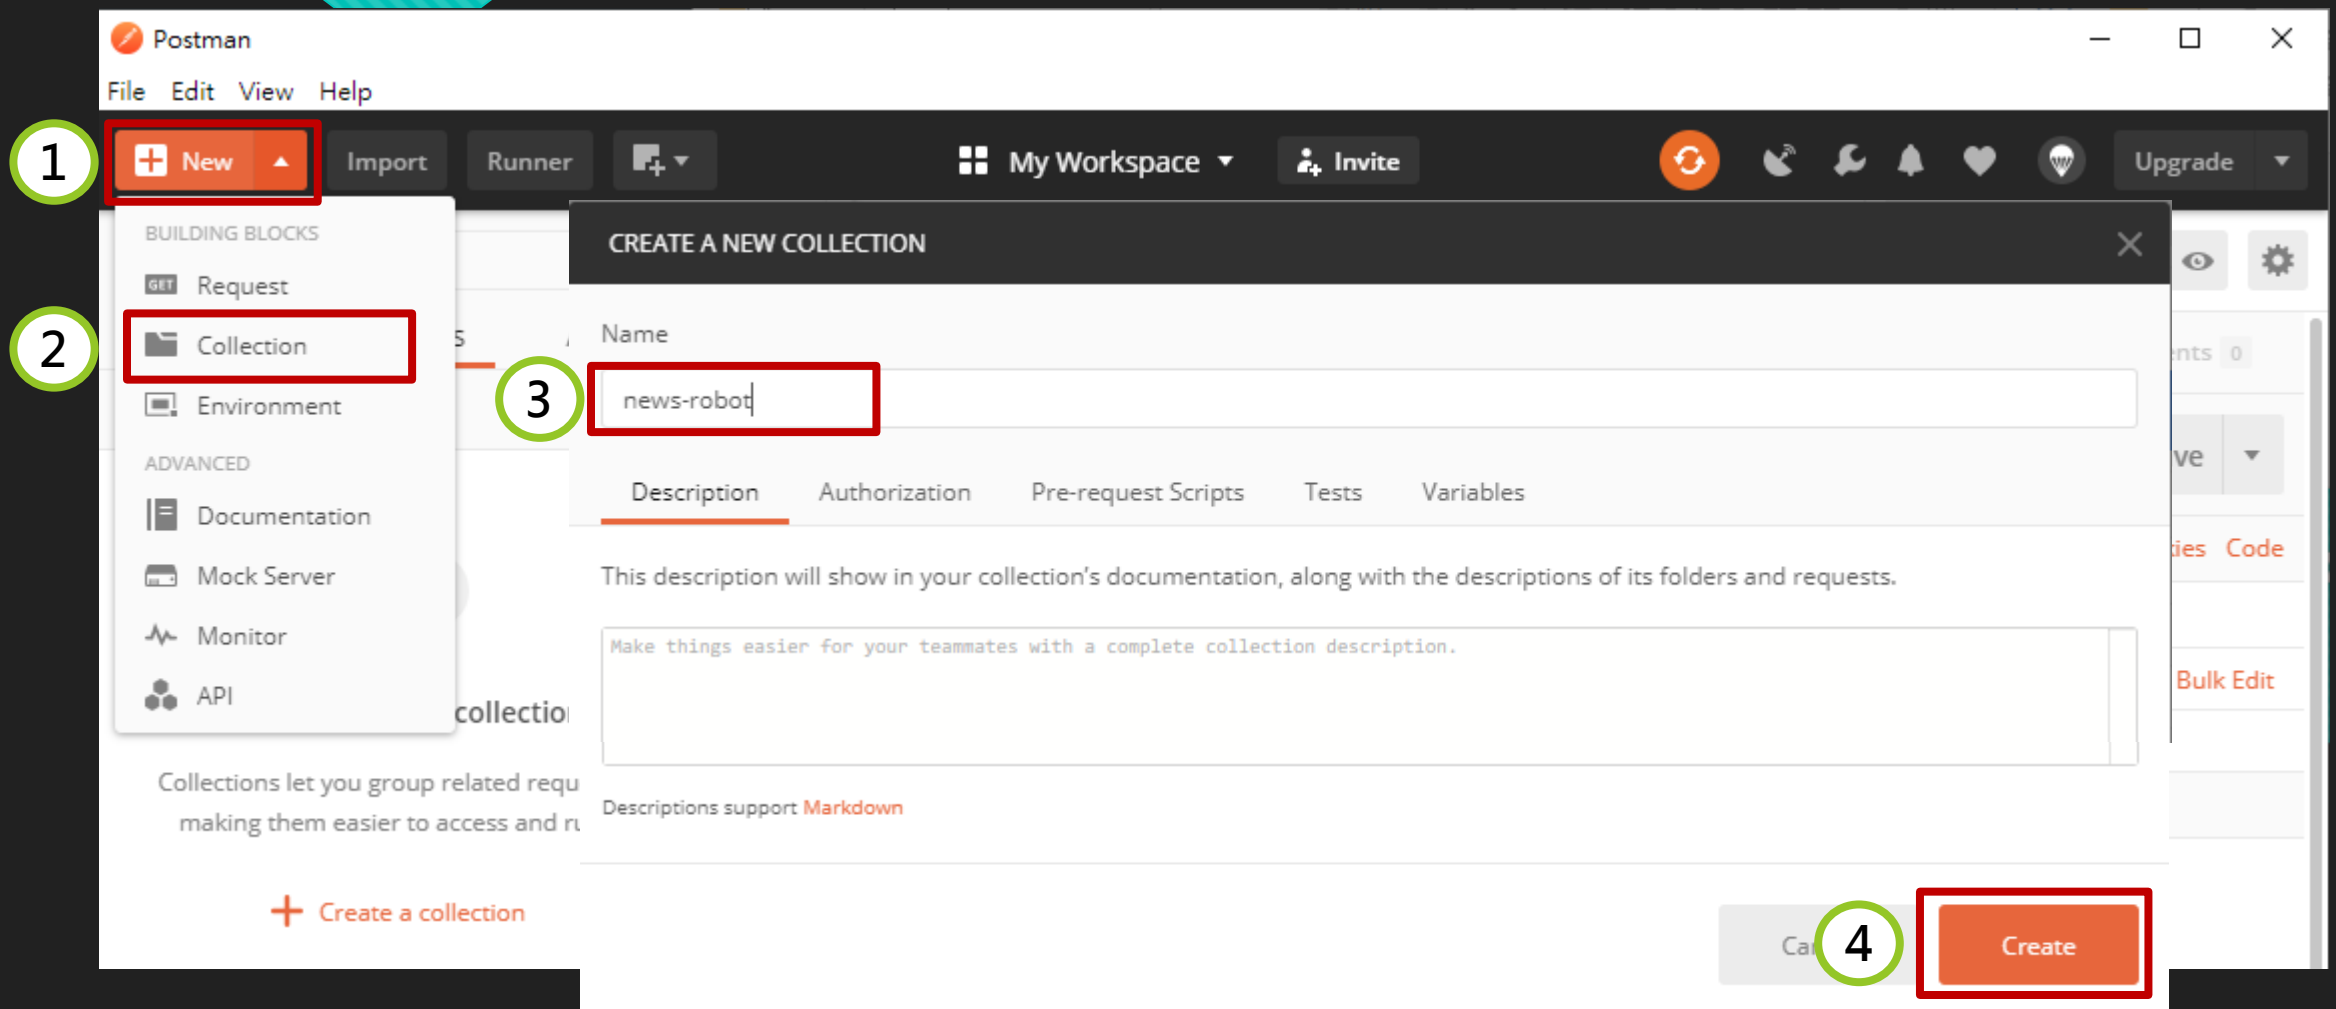 Postman
File Edit View Help
1 New Import Runner My Workspace Invite Upgrade
BUILDING BLOCKS
GET Request
2 Collection
Environment
ADVANCED
Documentation
Mock Server
Monitor
API
Collections let you group related
making them easier to access and
Create a collection
CREATE A NEW COLLECTION
Name
3 news-robot
Description Authorization Pre-request Scripts Tests Variables
This description will show in your collection's documentation, along with the descriptions of its folders and requests.
Make things easier for your teammates with a complete collection description.
Descriptions support Markdown
4 Create
0
Code
Bulk Edit